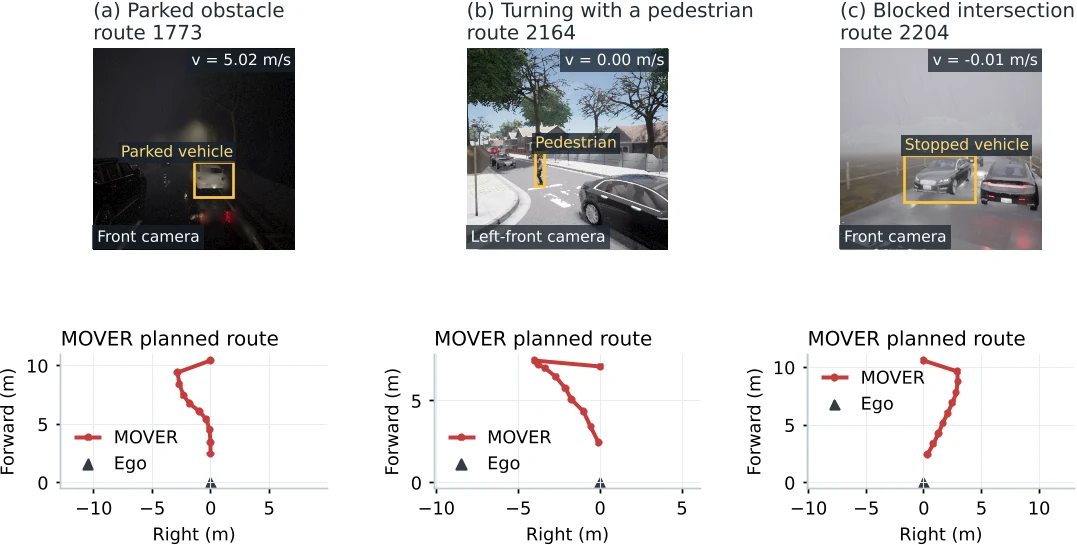 (a) Parked obstacle
route 1773
v = 5.02 m/s
Parked vehicle
Front camera
(b) Turning with a pedestrian
route 2164
v = 0.00 m/s
Pedestrian
Left-front camera
(c) Blocked intersection
route 2204
v = -0.01 m/s
Stopped vehicle
Front camera
MOVER planned route
Forward (m)
10
5
0
MOVER
Ego
−10
−5
0
5
Right (m)
MOVER planned route
Forward (m)
5
0
MOVER
Ego
−10
−5
0
5
Right (m)
MOVER planned route
Forward (m)
10
5
0
MOVER
Ego
−10
−5
0
5
10
Right (m)